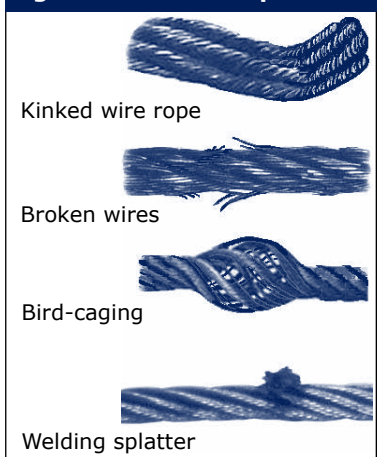 Kinked wire rope
Broken wires
Bird-caging
Welding splatter